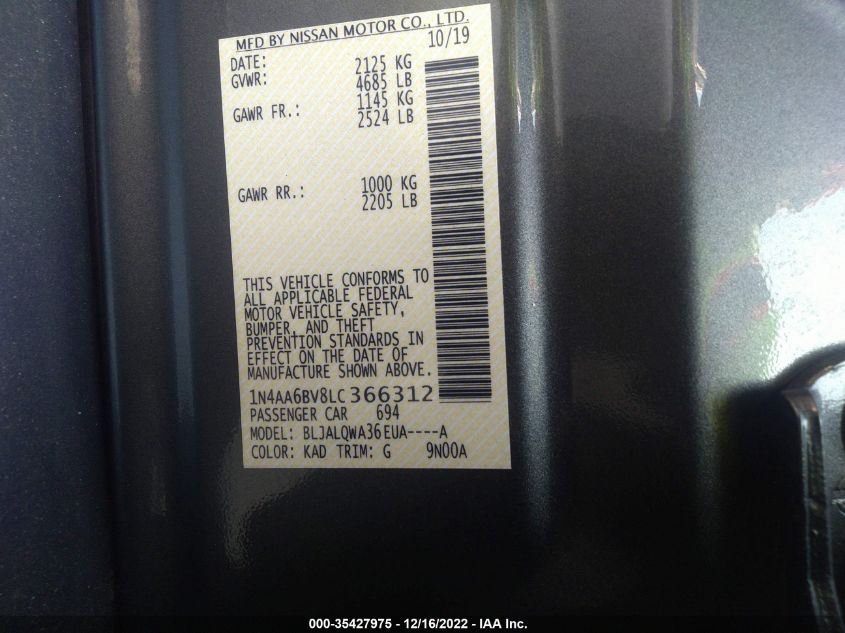 MFD BY NISSAN MOTOR CO., LTD.
DATE: 10/19
GVWR: 2125 KG
4685 LB
GAWR FR.: 1145 KG
2524 LB
GAWR RR.: 1000 KG
2205 LB
THIS VEHICLE CONFORMS TO
ALL APPLICABLE FEDERAL
MOTOR VEHICLE SAFETY,
BUMPER, AND THEFT
PREVENTION STANDARDS IN
EFFECT ON THE DATE OF
MANUFACTURE SHOWN ABOVE.
1N4AA6BV8LC366312
PASSENGER CAR 694
MODEL: BLJALQWA36EUA----A
COLOR: KAD TRIM: G 9N00A
000-35427975 - 12/16/2022 - IAA Inc.